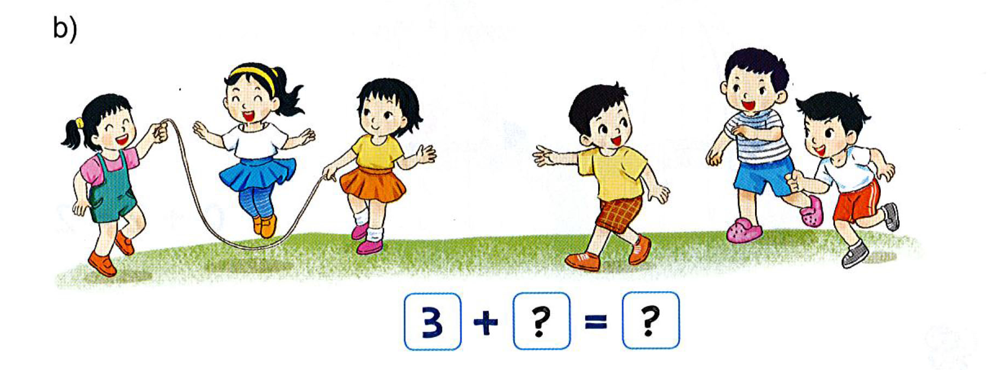 b)
3 + ? = ?